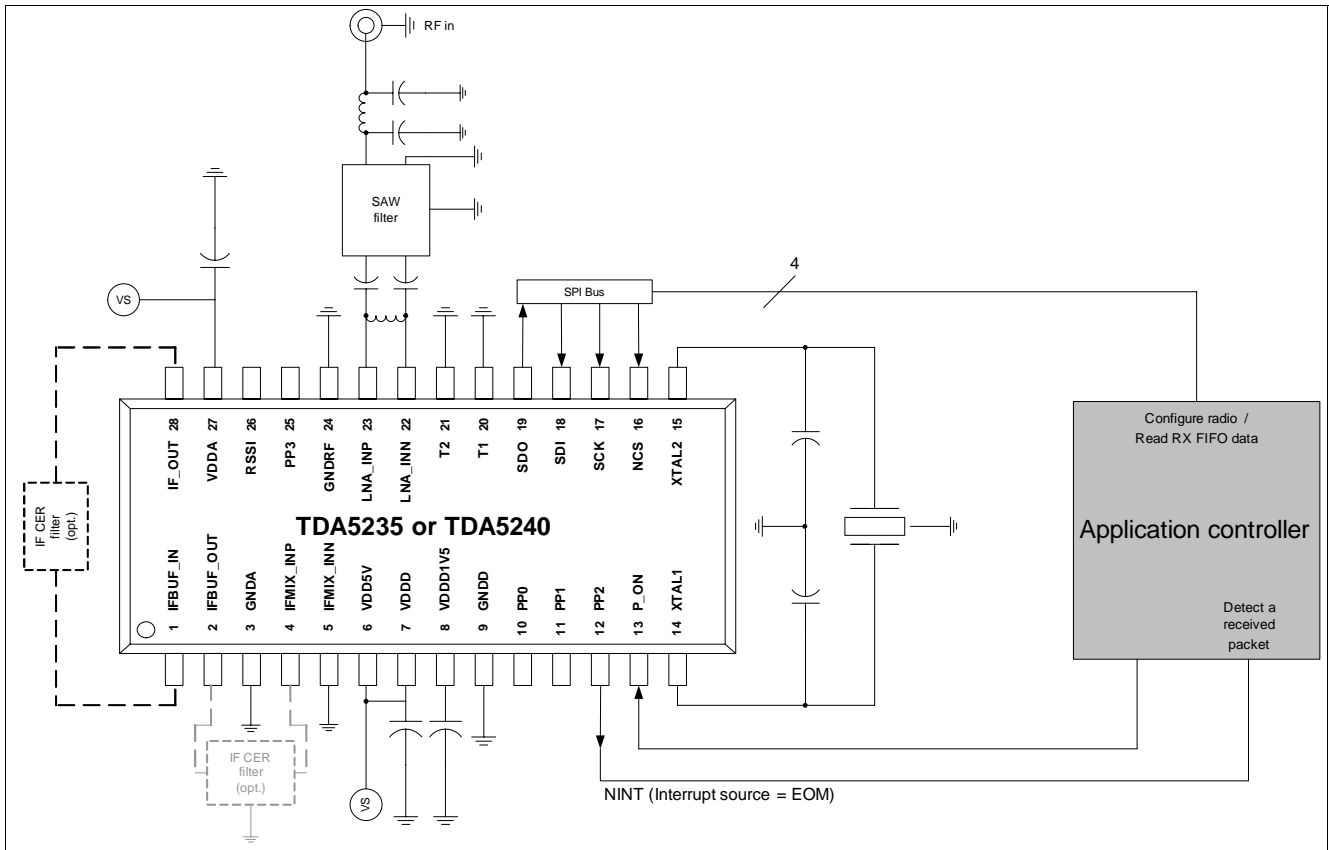 RF in
SAW
filter
VS
4
SPI Bus
28 27 26 25 24 23 22 21 20 19 18 17 16 15
IF_OUT
VDDA
RSSI
PP3
GNDRF
LNA_INP
LNA_INN
T2
T1
SDO
SDI
SCK
NCS
XTAL2
TDA5235 or TDA5240
IFBUF_IN
IFBUF_OUT
GNDA
IFMIX_INP
IFMIX_INN
VDD5V
VDDD
VDDD1V5
GNDD
PP0
PP1
PP2
P_ON
XTAL1
1 2 3 4 5 6 7 8 9 10 11 12 13 14
IF CER
filter
(opt.)
IF CER
filter
(opt.)
VS
Configure radio /
Read RX FIFO data
Application controller
Detect a
received
packet
NINT (Interrupt source = EOM)